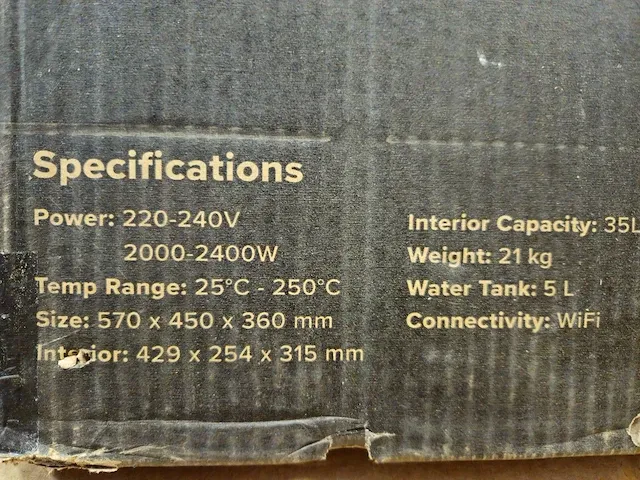 Specifications
Power: 220-240V
2000-2400W
Temp Range: 25°C - 250°C
Size: 570 x 450 x 360 mm
Interior: 429 x 254 x 315 mm
Interior Capacity: 35L
Weight: 21 kg
Water Tank: 5 L
Connectivity: WiFi